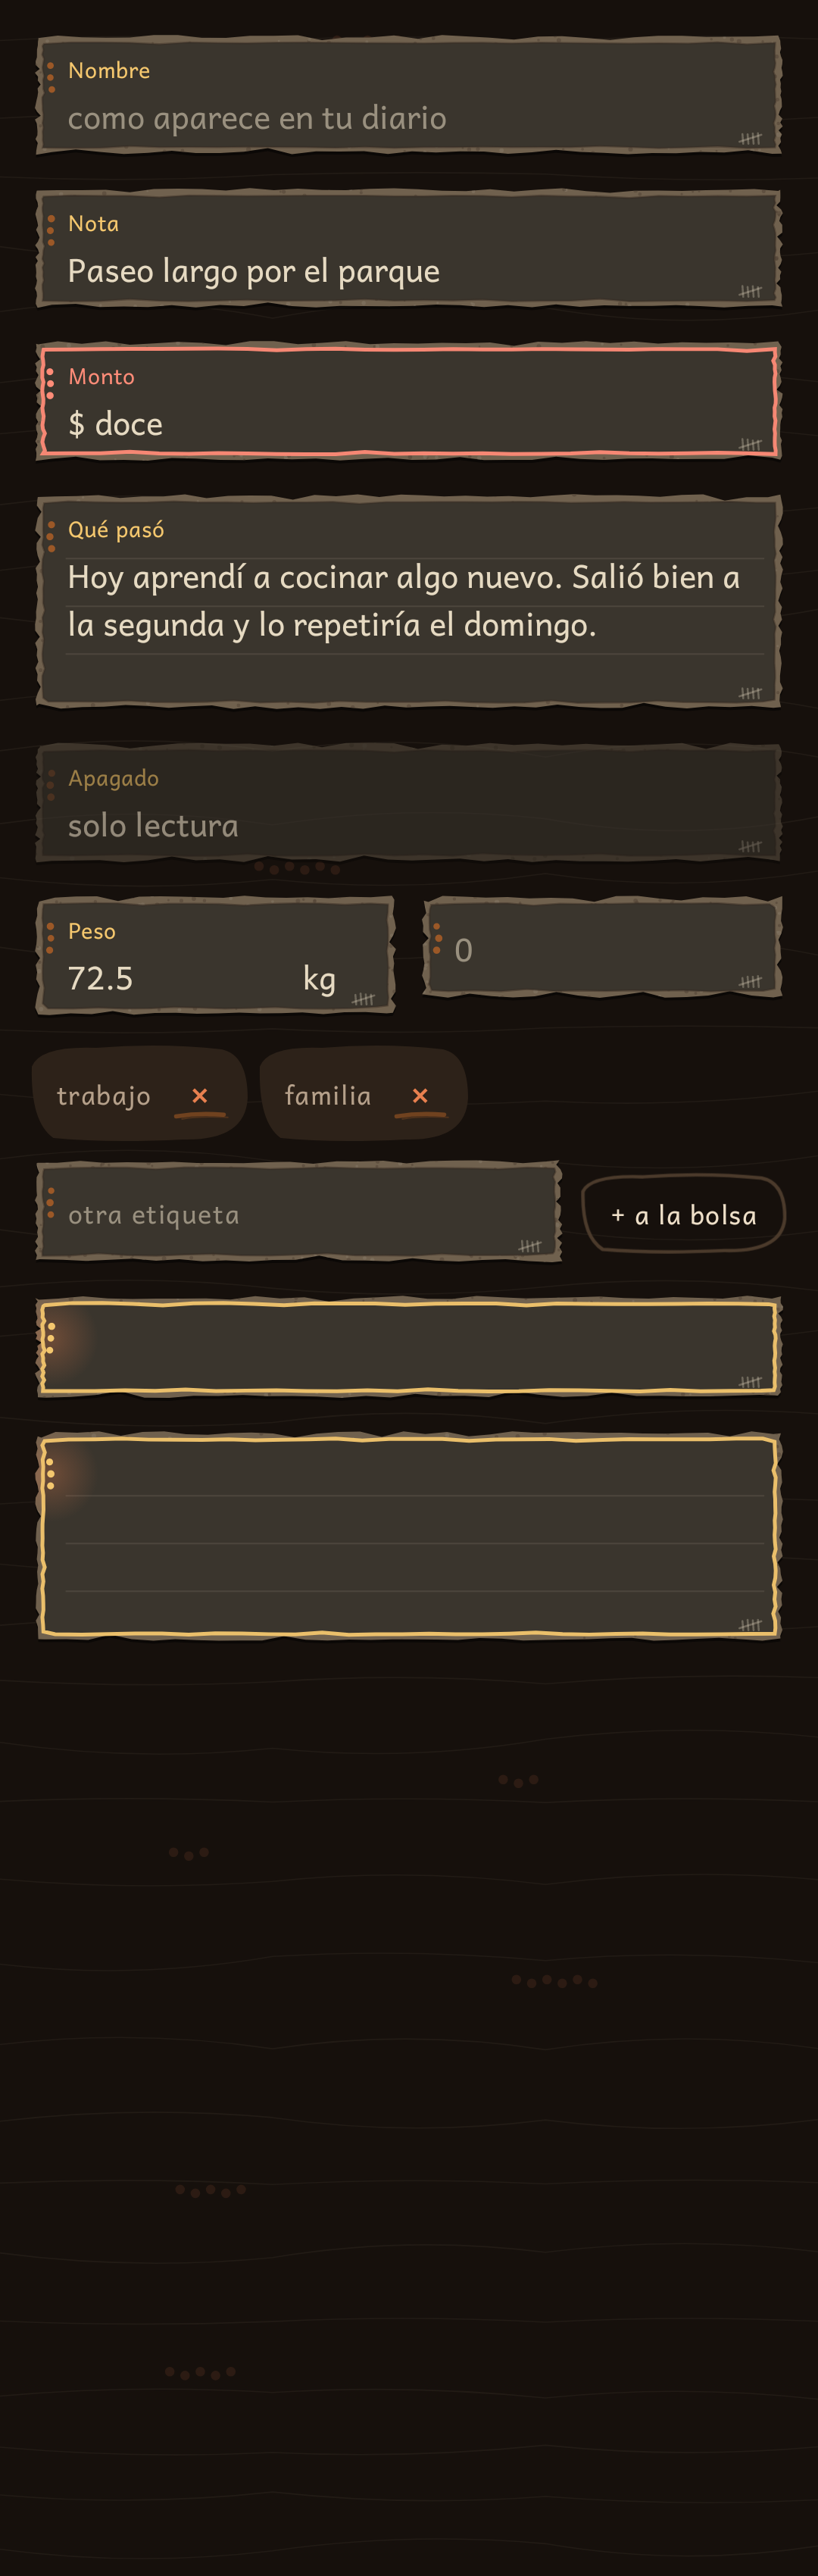 Nombre
como aparece en tu diario
Nota
Paseo largo por el parque
Monto
$ doce
Qué pasó
Hoy aprendí a cocinar algo nuevo. Salió bien a
la segunda y lo repetiría el domingo.
Apagado
solo lectura
Peso
72.5 kg
0
trabajo ×
familia ×
otra etiqueta
+ a la bolsa